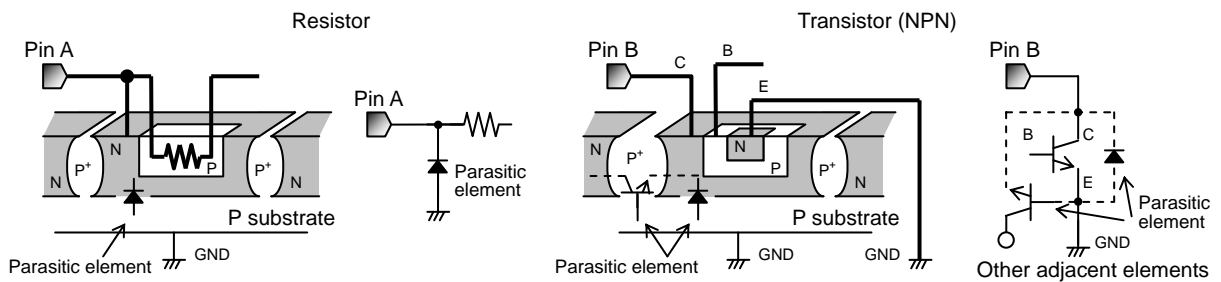 Resistor
Transistor (NPN)
Pin A
Pin B
B
Pin B
C
E
Pin A
B
C
N
P
N
P+
P+
N
N
P+
N
P
P+
N
Parasitic
element
E
Parasitic
element
P substrate
P substrate
GND
Parasitic element
GND
Parasitic element
GND
GND
Other adjacent elements